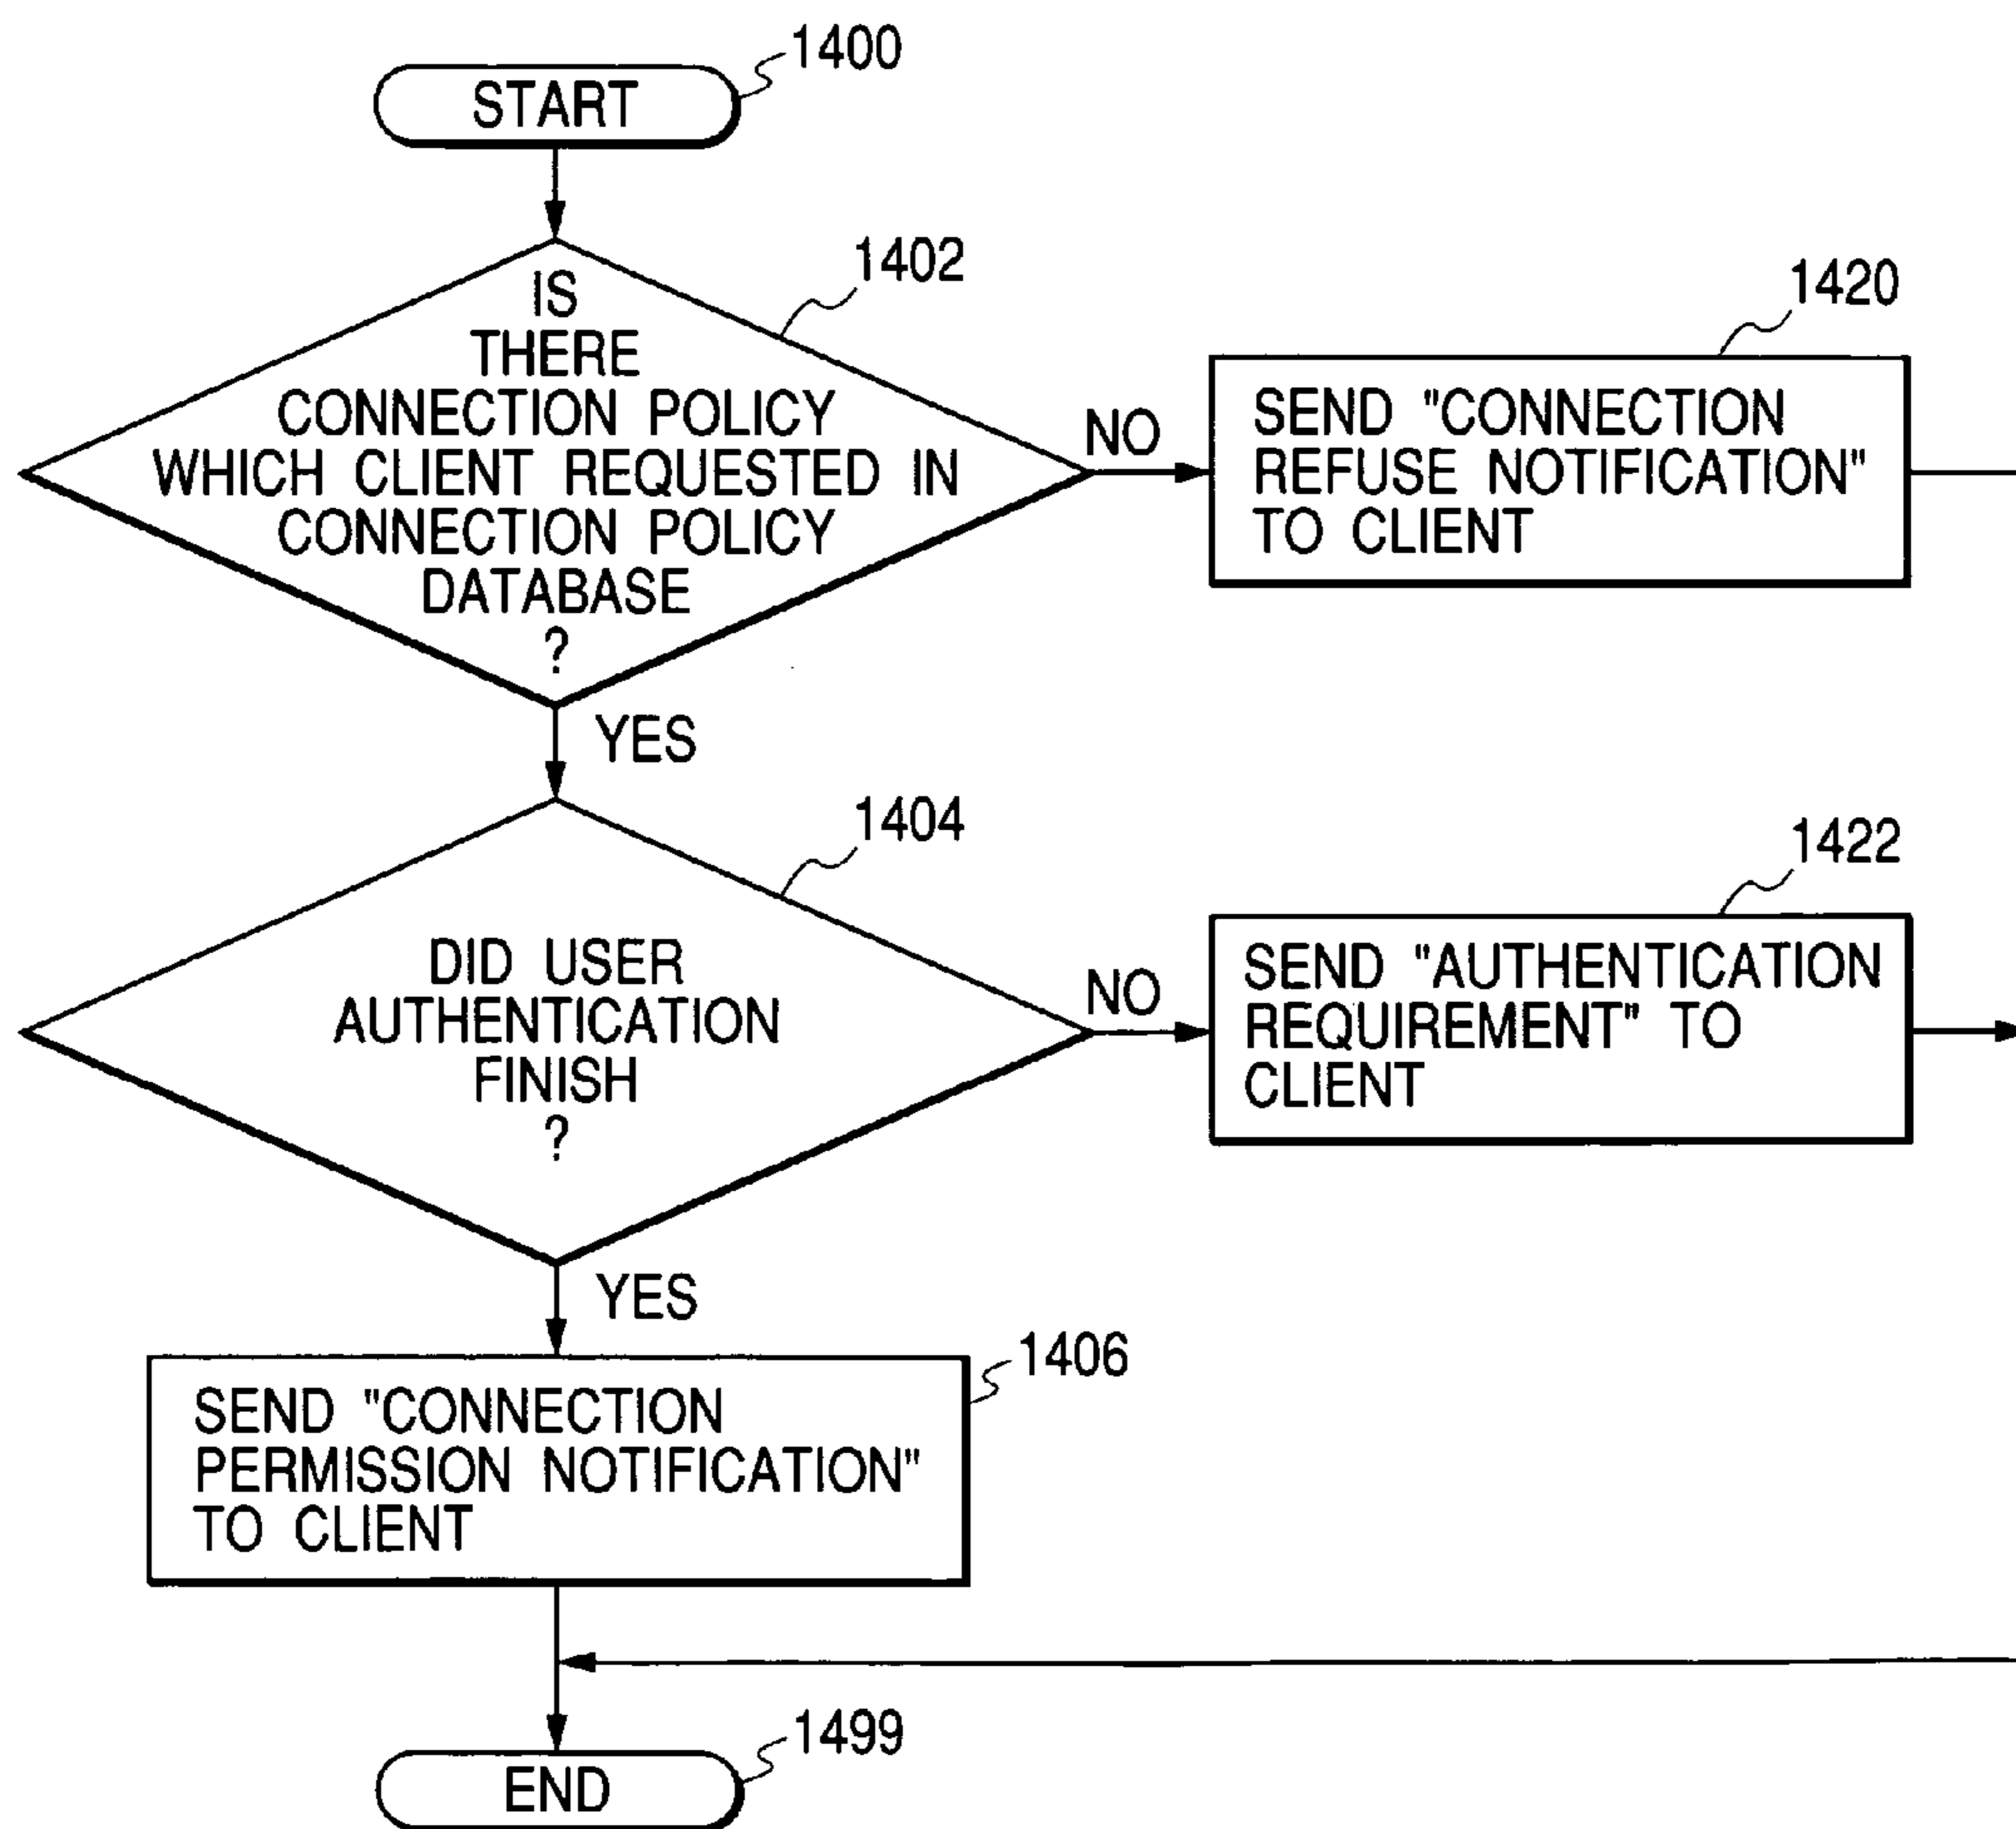 1400
START
1402
IS
THERE
CONNECTION POLICY
WHICH CLIENT REQUESTED IN
CONNECTION POLICY
DATABASE
?
NO
1420
SEND "CONNECTION
REFUSE NOTIFICATION"
TO CLIENT
YES
1404
DID USER
AUTHENTICATION
FINISH
?
NO
1422
SEND "AUTHENTICATION
REQUIREMENT" TO
CLIENT
YES
1406
SEND "CONNECTION
PERMISSION NOTIFICATION"
TO CLIENT
1499
END